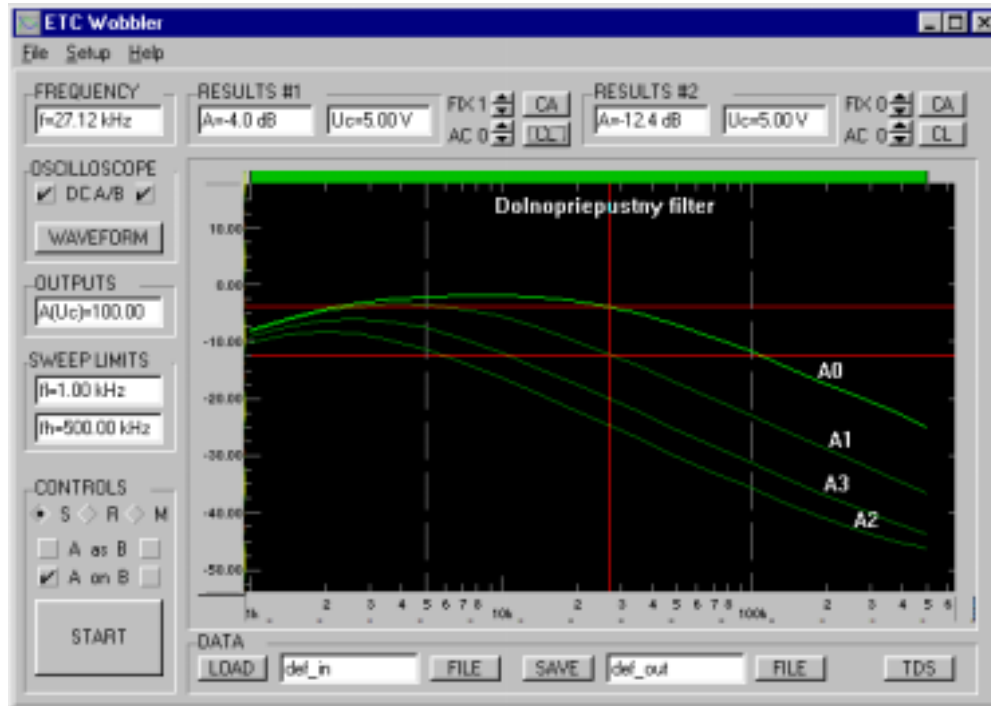 ETC Wobbler
File Setup Help
FREQUENCY
f=27.12 kHz
RESULTS #1
A=-4.0 dB
Uc=5.00 V
FIX 1
CA
AC 0
CL
RESULTS #2
A=-12.4 dB
Uc=5.00 V
FIX 0
CA
AC 0
CL
OSCILLOSCOPE
DC A/B
WAVEFORM
OUTPUTS
A(Uc)=100.00
SWEEP LIMITS
fl=1.00 kHz
fh=500.00 kHz
CONTROLS
S R M
A as B
A on B
START
Dolnopriepustny filter
10.00
0.00
-10.00
-20.00
-30.00
-40.00
-50.00
A0
A1
A3
A2
1k 2 3 4 5 6 7 8 10k 2 3 4 5 6 7 8 100k 2 3 4 5 6
DATA
LOAD def_in FILE SAVE def_out FILE TDS